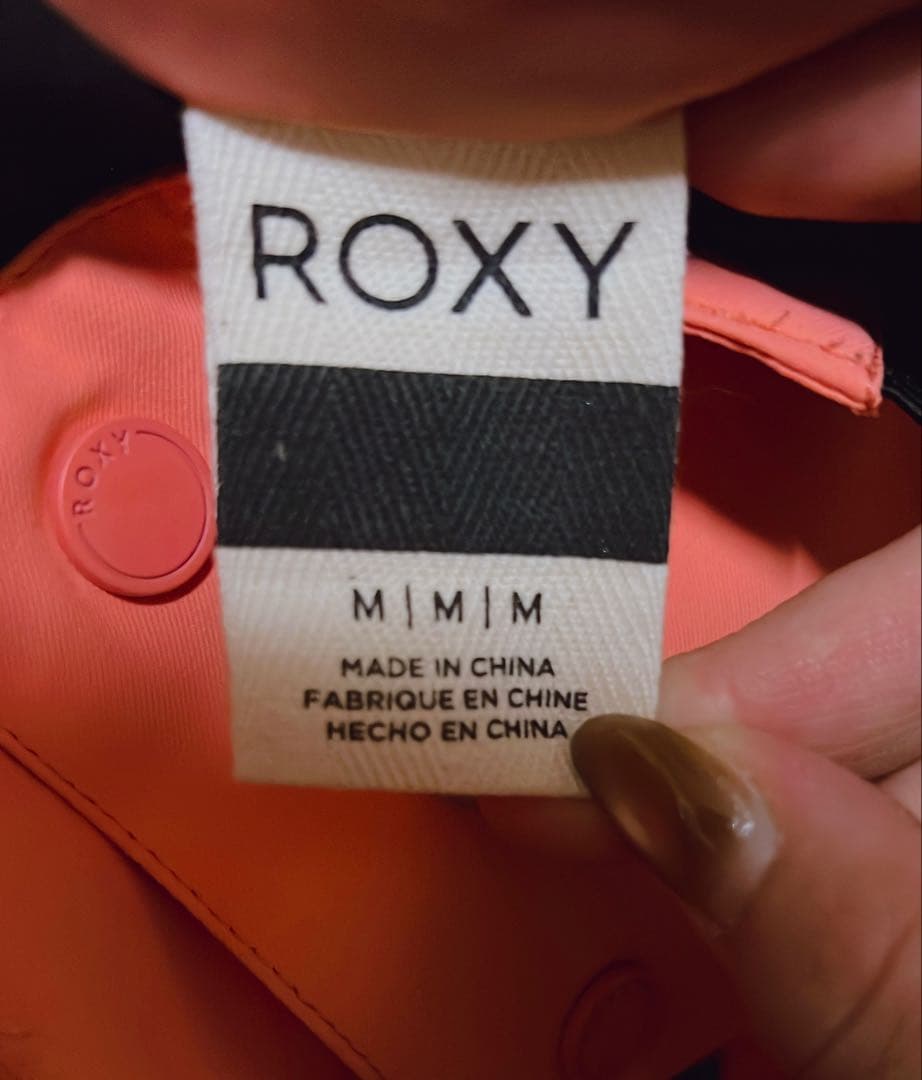 ROXY
ROXY
M | M | M
MADE IN CHINA
FABRIQUE EN CHINE
HECHO EN CHINA